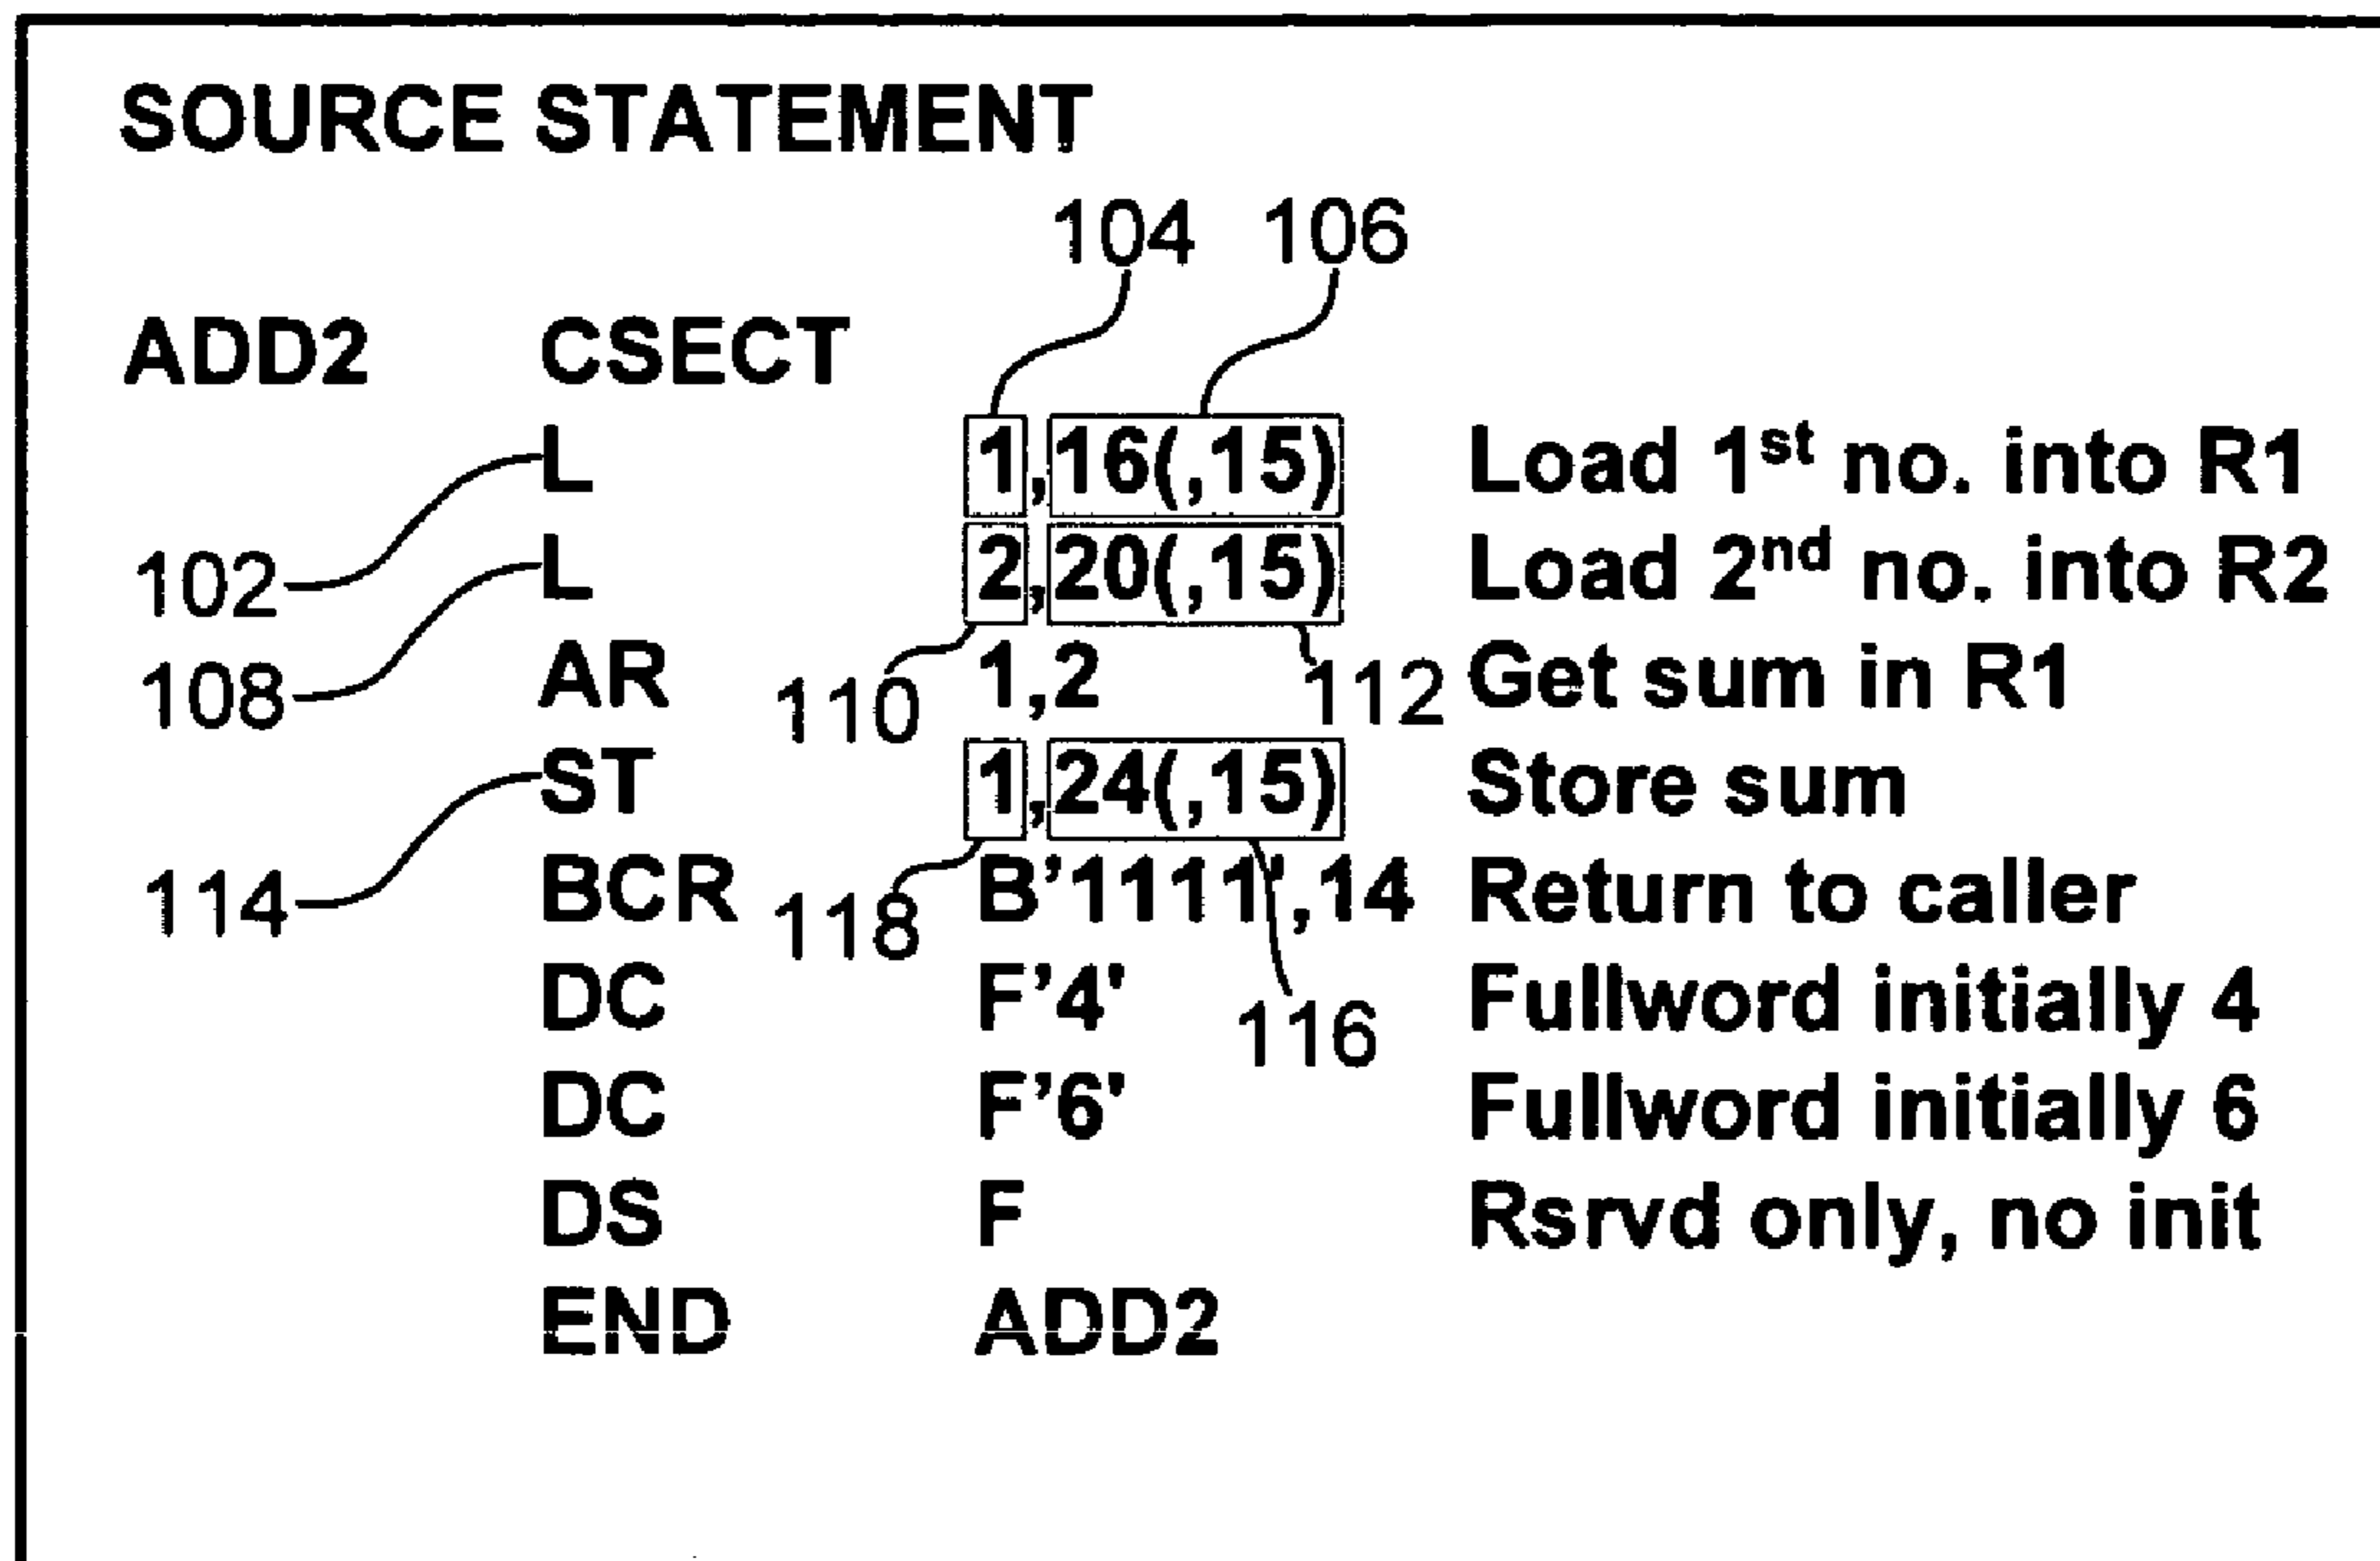 SOURCE STATEMENT
104 106
ADD2 CSECT
L 1,16(,15) Load 1st no. into R1
102 L 2,20(,15) Load 2nd no. into R2
108 AR 110 1,2 112 Get sum in R1
ST 1,24(,15) Store sum
114 BCR 118 B’1111',14 Return to caller
DC F’4' Fullword initially 4
116
DC F’6' Fullword initially 6
DS F Rsrvd only, no init
END ADD2